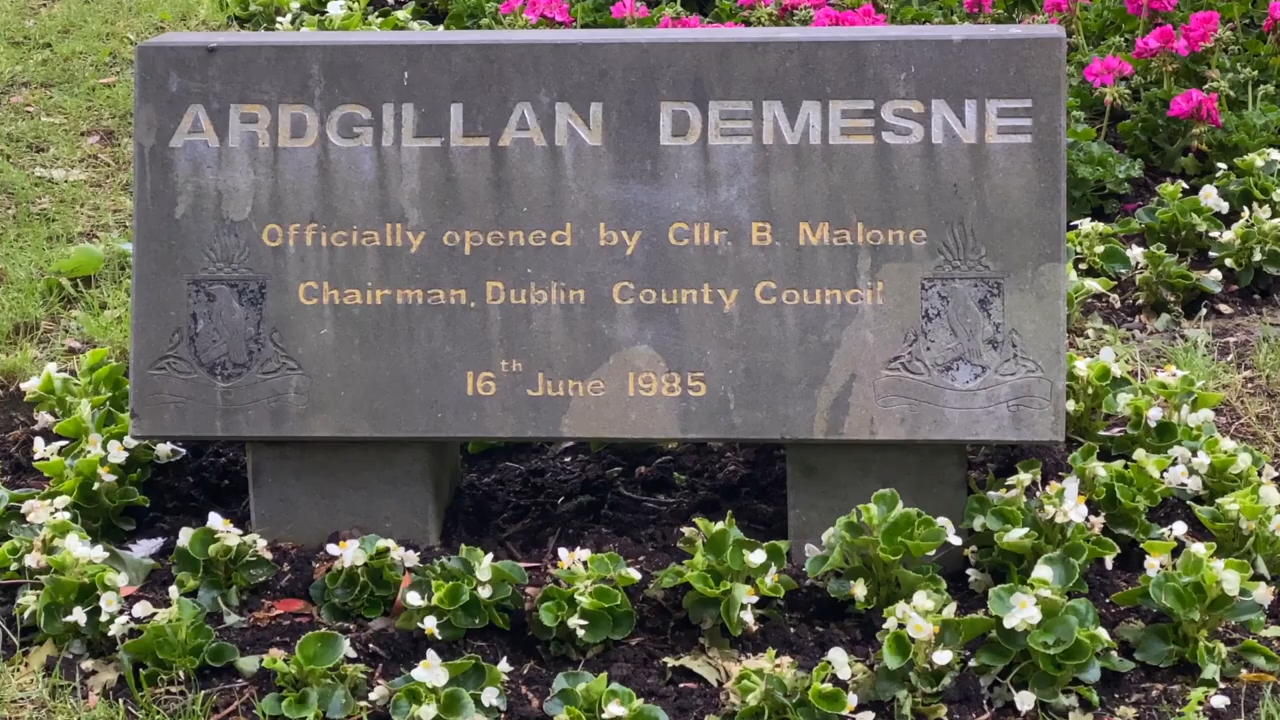 ARDGILLAN DEMESNE
Officially opened by Cllr. B. Malone
Chairman, Dublin County Council
16th June 1985